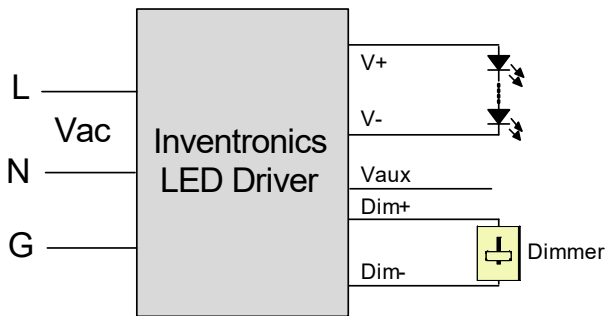 L
Vac
N
G
Inventronics
LED Driver
V+
V-
Vaux
Dim+
Dim-
Dimmer